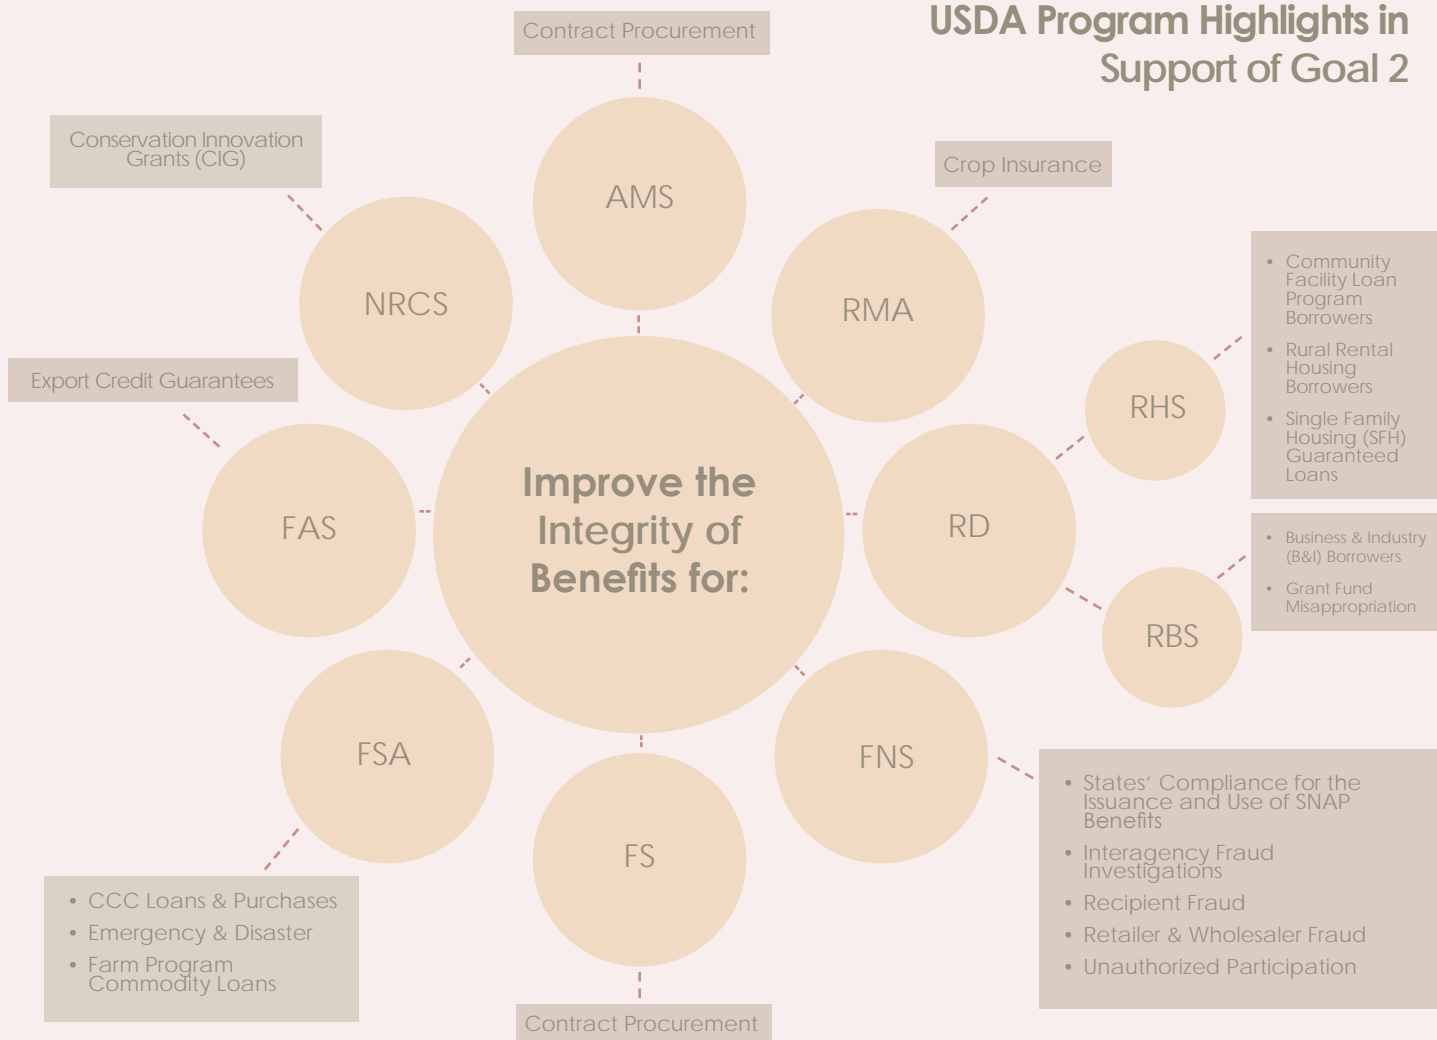 USDA Program Highlights in
Support of Goal 2
Contract Procurement
AMS
Conservation Innovation
Grants (CIG)
NRCS
Crop Insurance
RMA
Export Credit Guarantees
FAS
Improve the
Integrity of
Benefits for:
RD
RHS
• Community
Facility Loan
Program
Borrowers
• Rural Rental
Housing
Borrowers
• Single Family
Housing (SFH)
Guaranteed
Loans
RBS
• Business & Industry
(B&I) Borrowers
• Grant Fund
Misappropriation
FSA
• CCC Loans & Purchases
• Emergency & Disaster
• Farm Program
Commodity Loans
FS
Contract Procurement
FNS
• States' Compliance for the
Issuance and Use of SNAP
Benefits
• Interagency Fraud
Investigations
• Recipient Fraud
• Retailer & Wholesaler Fraud
• Unauthorized Participation